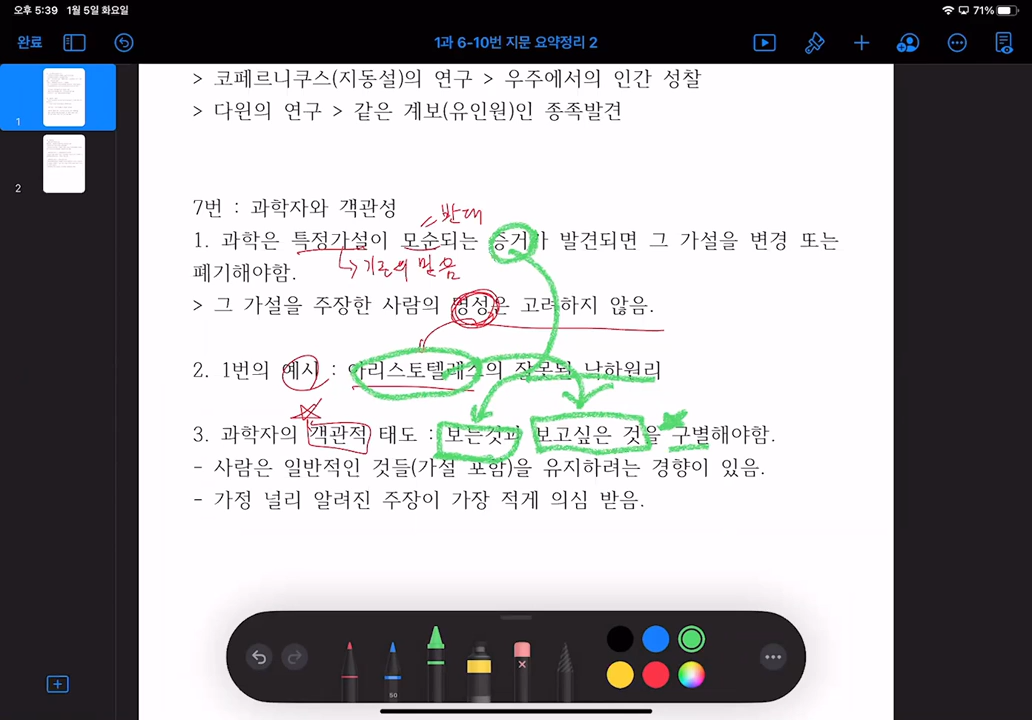 오후 5:39 1월 5일 화요일
71%
완료
1과 6-10번 지문 요약정리 2
1
2
> 코페르니쿠스(지동설)의 연구 > 우주에서의 인간 성찰
> 다윈의 연구 > 같은 계보(유인원)인 종족발견
7번 : 과학자와 객관성
반대
1. 과학은 특정가설이 모순되는 증거가 발견되면 그 가설을 변경 또는
폐기해야함.
기존의 믿음
> 그 가설을 주장한 사람의 명성은 고려하지 않음.
2. 1번의 예시 : 아리스토텔레스의 잘못된 낙하원리
3. 과학자의 객관적 태도 : 보는것과 보고싶은 것을 구별해야함.
- 사람은 일반적인 것들(가설 포함)을 유지하려는 경향이 있음.
- 가정 널리 알려진 주장이 가장 적게 의심 받음.
50